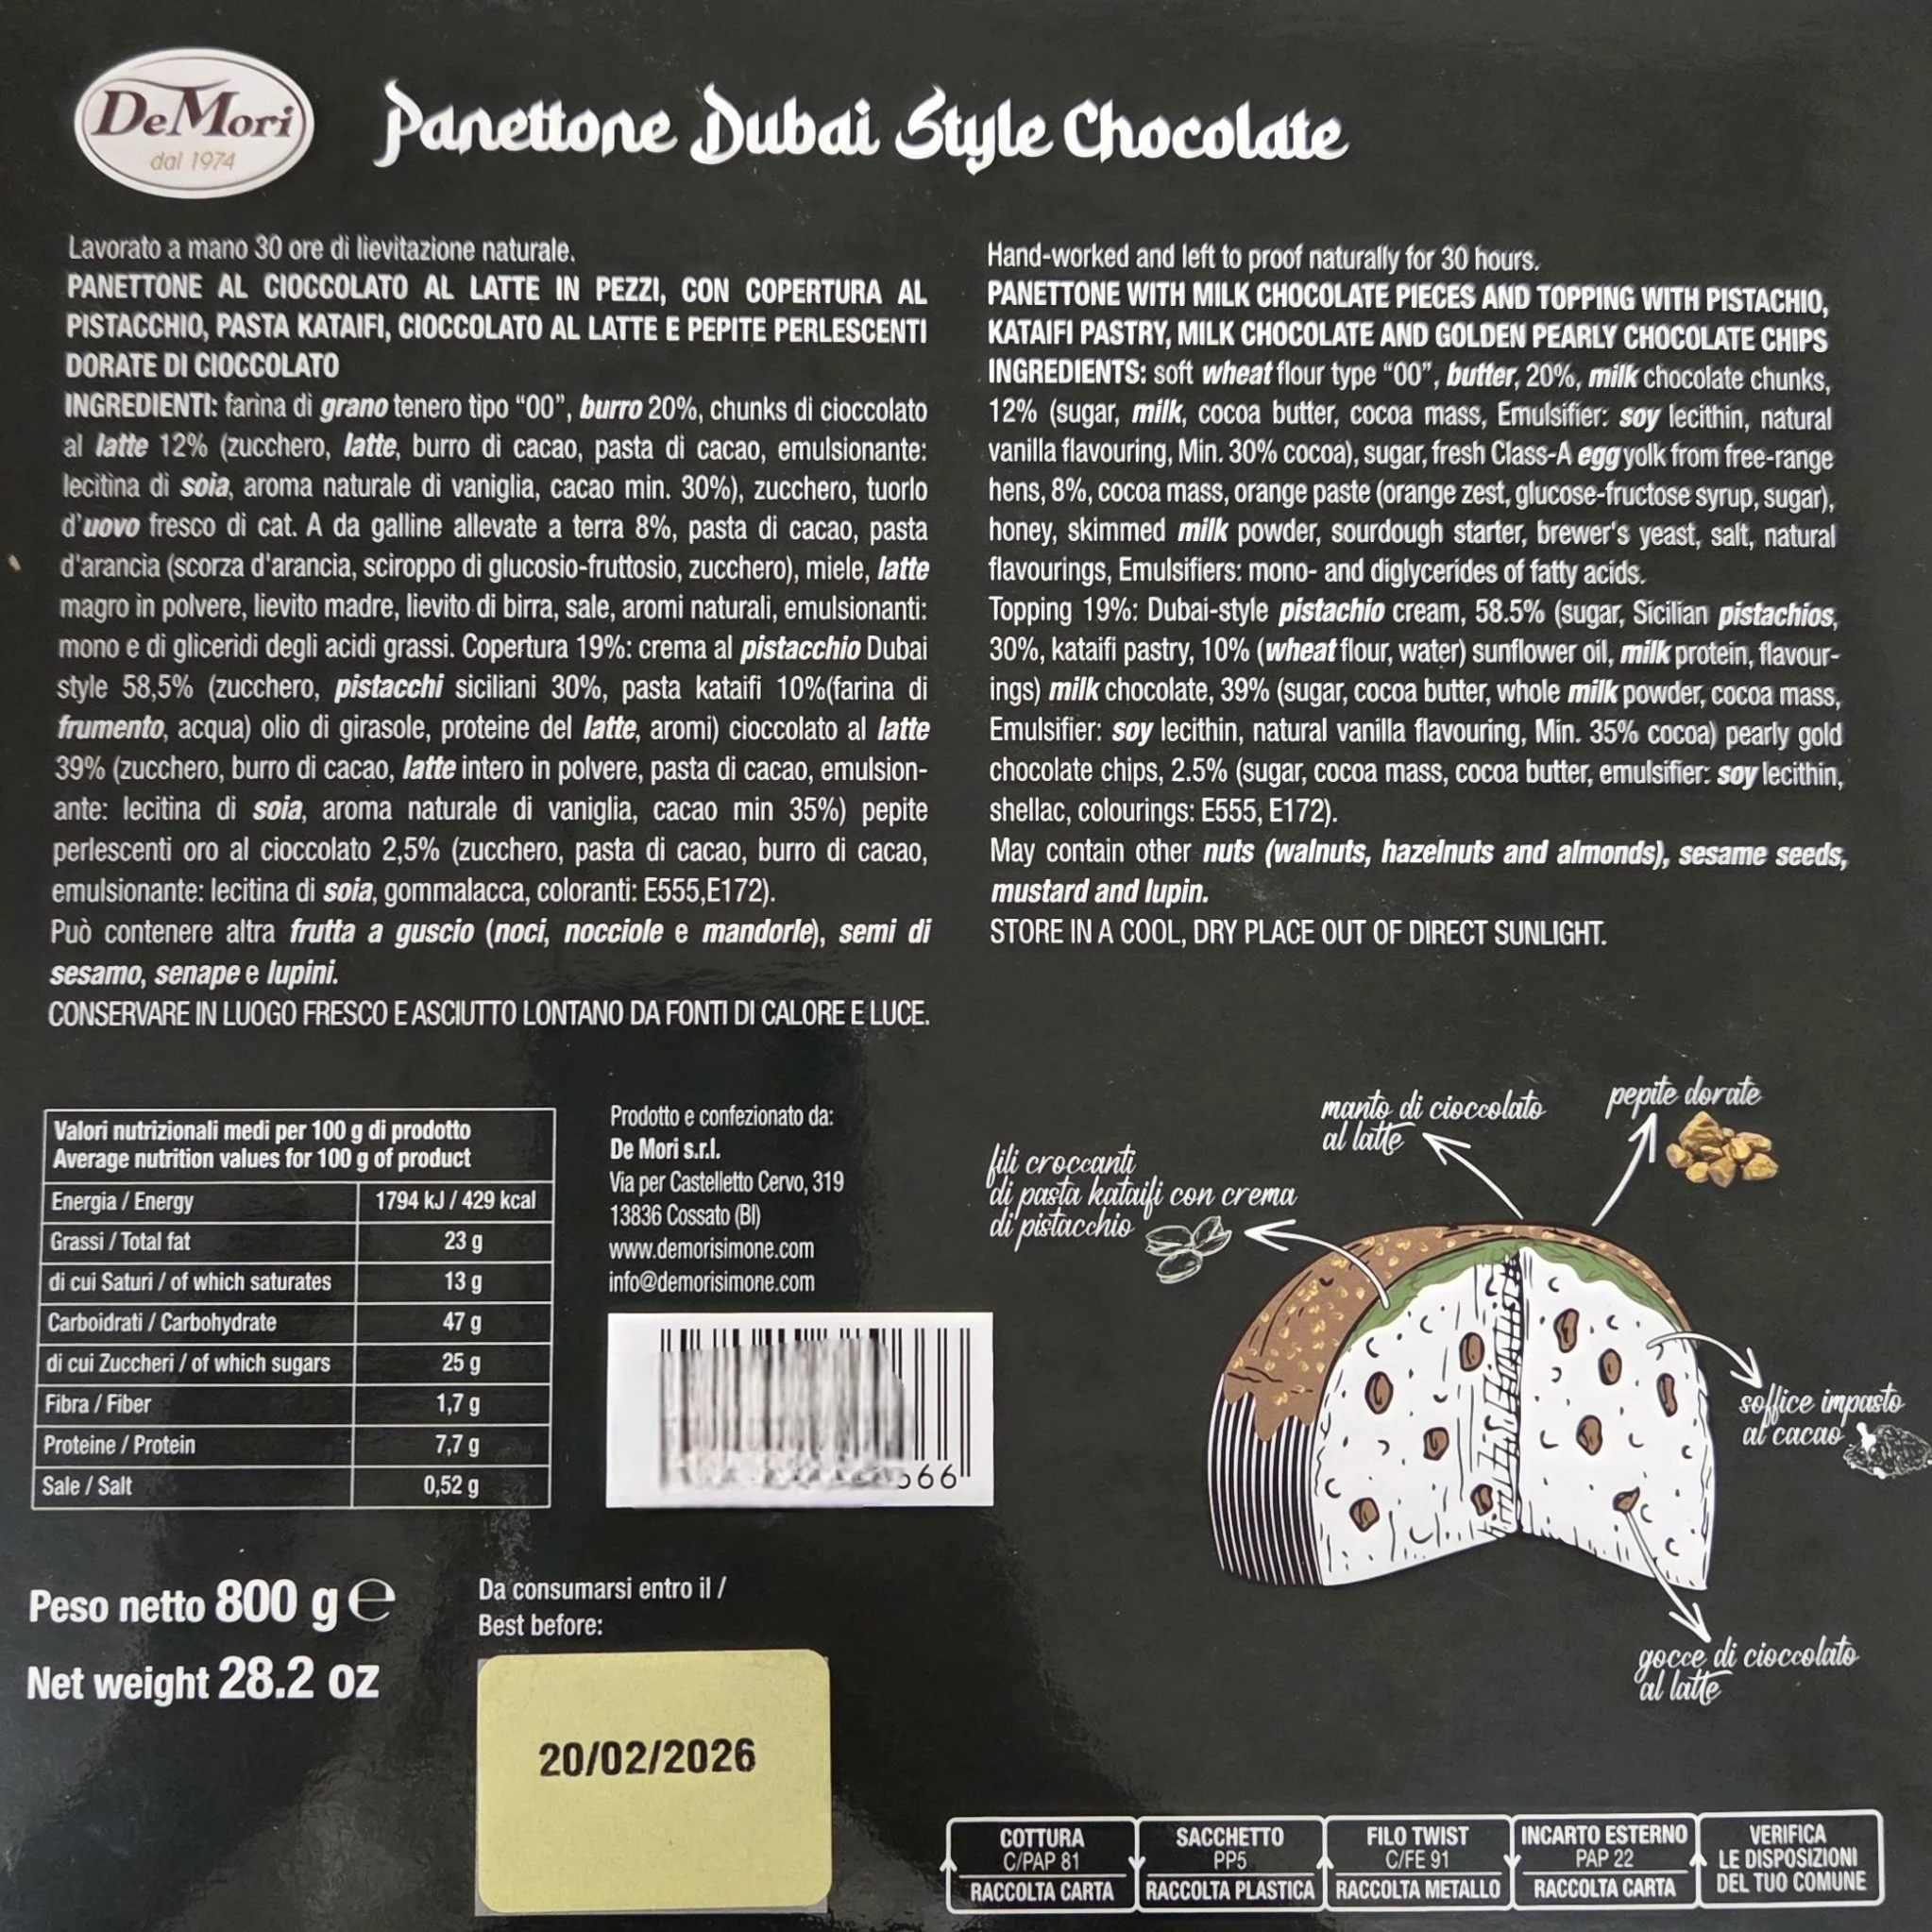 DeMori
dal 1974
Panettone Dubai Style Chocolate
Lavorato a mano 30 ore di lievitazione naturale.
PANETTONE AL CIOCCOLATO AL LATTE IN PEZZI, CON COPERTURA AL
PISTACCHIO, PASTA KATAIFI, CIOCCOLATO AL LATTE E PEPITE PERLESCENTI
DORATE DI CIOCCOLATO
INGREDIENTI: farina di grano tenero tipo “00”, burro 20%, chunks di cioccolato
al latte 12% (zucchero, latte, burro di cacao, pasta di cacao, emulsionante:
lecitina di soia, aroma naturale di vaniglia, cacao min. 30%), zucchero, tuorlo
d'uovo fresco di cat. A da galline allevate a terra 8%, pasta di cacao, pasta
d'arancia (scorza d'arancia, sciroppo di glucosio-fruttosio, zucchero), miele, latte
magro in polvere, lievito madre, lievito di birra, sale, aromi naturali, emulsionanti:
mono e di gliceridi degli acidi grassi. Copertura 19%: crema al pistacchio Dubai
style 58,5% (zucchero, pistacchi siciliani 30%, pasta kataifi 10%(farina di
frumento, acqua) olio di girasole, proteine del latte, aromi) cioccolato al latte
39% (zucchero, burro di cacao, latte intero in polvere, pasta di cacao, emulsion-
ante: lecitina di soia, aroma naturale di vaniglia, cacao min 35%) pepite
perlescenti oro al cioccolato 2,5% (zucchero, pasta di cacao, burro di cacao,
emulsionante: lecitina di soia, gommalacca, coloranti: E555,E172).
Può contenere altra frutta a guscio (noci, nocciole e mandorle), semi di
sesamo, senape e lupini.
CONSERVARE IN LUOGO FRESCO E ASCIUTTO LONTANO DA FONTI DI CALORE E LUCE.
Hand-worked and left to proof naturally for 30 hours.
PANETTONE WITH MILK CHOCOLATE PIECES AND TOPPING WITH PISTACHIO,
KATAIFI PASTRY, MILK CHOCOLATE AND GOLDEN PEARLY CHOCOLATE CHIPS
INGREDIENTS: soft wheat flour type “00”, butter, 20%, milk chocolate chunks,
12% (sugar, milk, cocoa butter, cocoa mass, Emulsifier: soy lecithin, natural
vanilla flavouring, Min. 30% cocoa), sugar, fresh Class-A egg yolk from free-range
hens, 8%, cocoa mass, orange paste (orange zest, glucose-fructose syrup, sugar),
honey, skimmed milk powder, sourdough starter, brewer's yeast, salt, natural
flavourings, Emulsifiers: mono- and diglycerides of fatty acids.
Topping 19%: Dubai-style pistachio cream, 58.5% (sugar, Sicilian pistachios,
30%, kataifi pastry, 10% (wheat flour, water) sunflower oil, milk protein, flavour-
ings) milk chocolate, 39% (sugar, cocoa butter, whole milk powder, cocoa mass,
Emulsifier: soy lecithin, natural vanilla flavouring, Min. 35% cocoa) pearly gold
chocolate chips, 2.5% (sugar, cocoa mass, cocoa butter, emulsifier: soy lecithin,
shellac, colourings: E555, E172).
May contain other nuts (walnuts, hazelnuts and almonds), sesame seeds,
mustard and lupin.
STORE IN A COOL, DRY PLACE OUT OF DIRECT SUNLIGHT.
Valori nutrizionali medi per 100 g di prodotto
Average nutrition values for 100 g of product
Energia / Energy 1794 kJ / 429 kcal
Grassi / Total fat 23 g
di cui Saturi / of which saturates 13 g
Carboidrati / Carbohydrate 47 g
di cui Zuccheri / of which sugars 25 g
Fibra / Fiber 1,7 g
Proteine / Protein 7,7 g
Sale / Salt 0,52 g
Prodotto e confezionato da:
De Mori s.r.l.
Via per Castelletto Cervo, 319
13836 Cossato (BI)
www.demorisimone.com
info@demorisimone.com
66
fili croccanti
di pasta kataifi con crema
di pistacchio
manto di cioccolato
al latte
pepite dorate
soffice impasto
al cacao
gocce di cioccolato
al latte
Peso netto 800 g e
Net weight 28.2 oz
Da consumarsi entro il /
Best before:
20/02/2026
COTTURA
C/PAP 81
RACCOLTA CARTA
SACCHETTO
PP5
RACCOLTA PLASTICA
FILO TWIST
C/FE 91
RACCOLTA METALLO
INCARTO ESTERNO
PAP 22
RACCOLTA CARTA
VERIFICA
LE DISPOSIZIONI
DEL TUO COMUNE